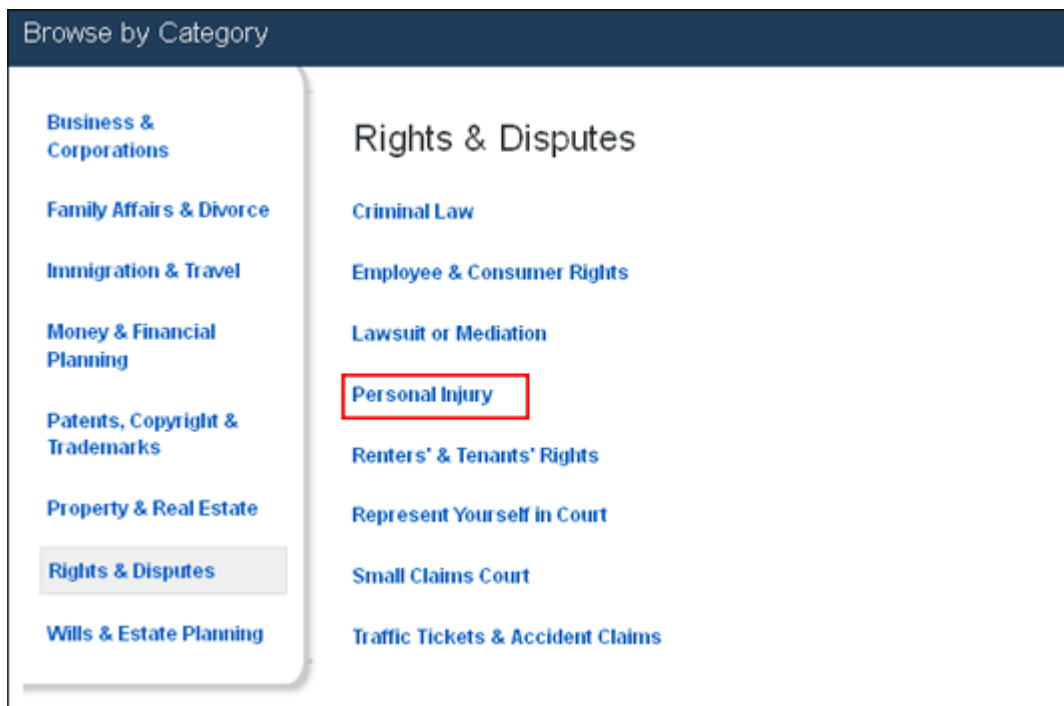 Browse by Category
Business &
Corporations
Family Affairs & Divorce
Immigration & Travel
Money & Financial
Planning
Patents, Copyright &
Trademarks
Property & Real Estate
Rights & Disputes
Wills & Estate Planning
Rights & Disputes
Criminal Law
Employee & Consumer Rights
Lawsuit or Mediation
Personal Injury
Renters' & Tenants' Rights
Represent Yourself in Court
Small Claims Court
Traffic Tickets & Accident Claims